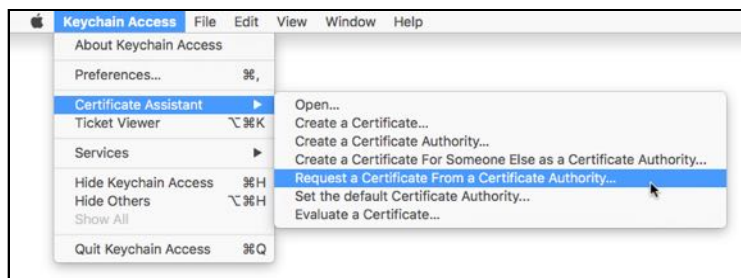 Keychain Access File Edit View Window Help
About Keychain Access
Preferences... ⌘,
Certificate Assistant ▶
Ticket Viewer ⌥⌘K
Services ▶
Hide Keychain Access ⌘H
Hide Others ⌥⌘H
Show All
Quit Keychain Access ⌘Q
Open...
Create a Certificate...
Create a Certificate Authority...
Create a Certificate For Someone Else as a Certificate Authority...
Request a Certificate From a Certificate Authority...
Set the default Certificate Authority...
Evaluate a Certificate...